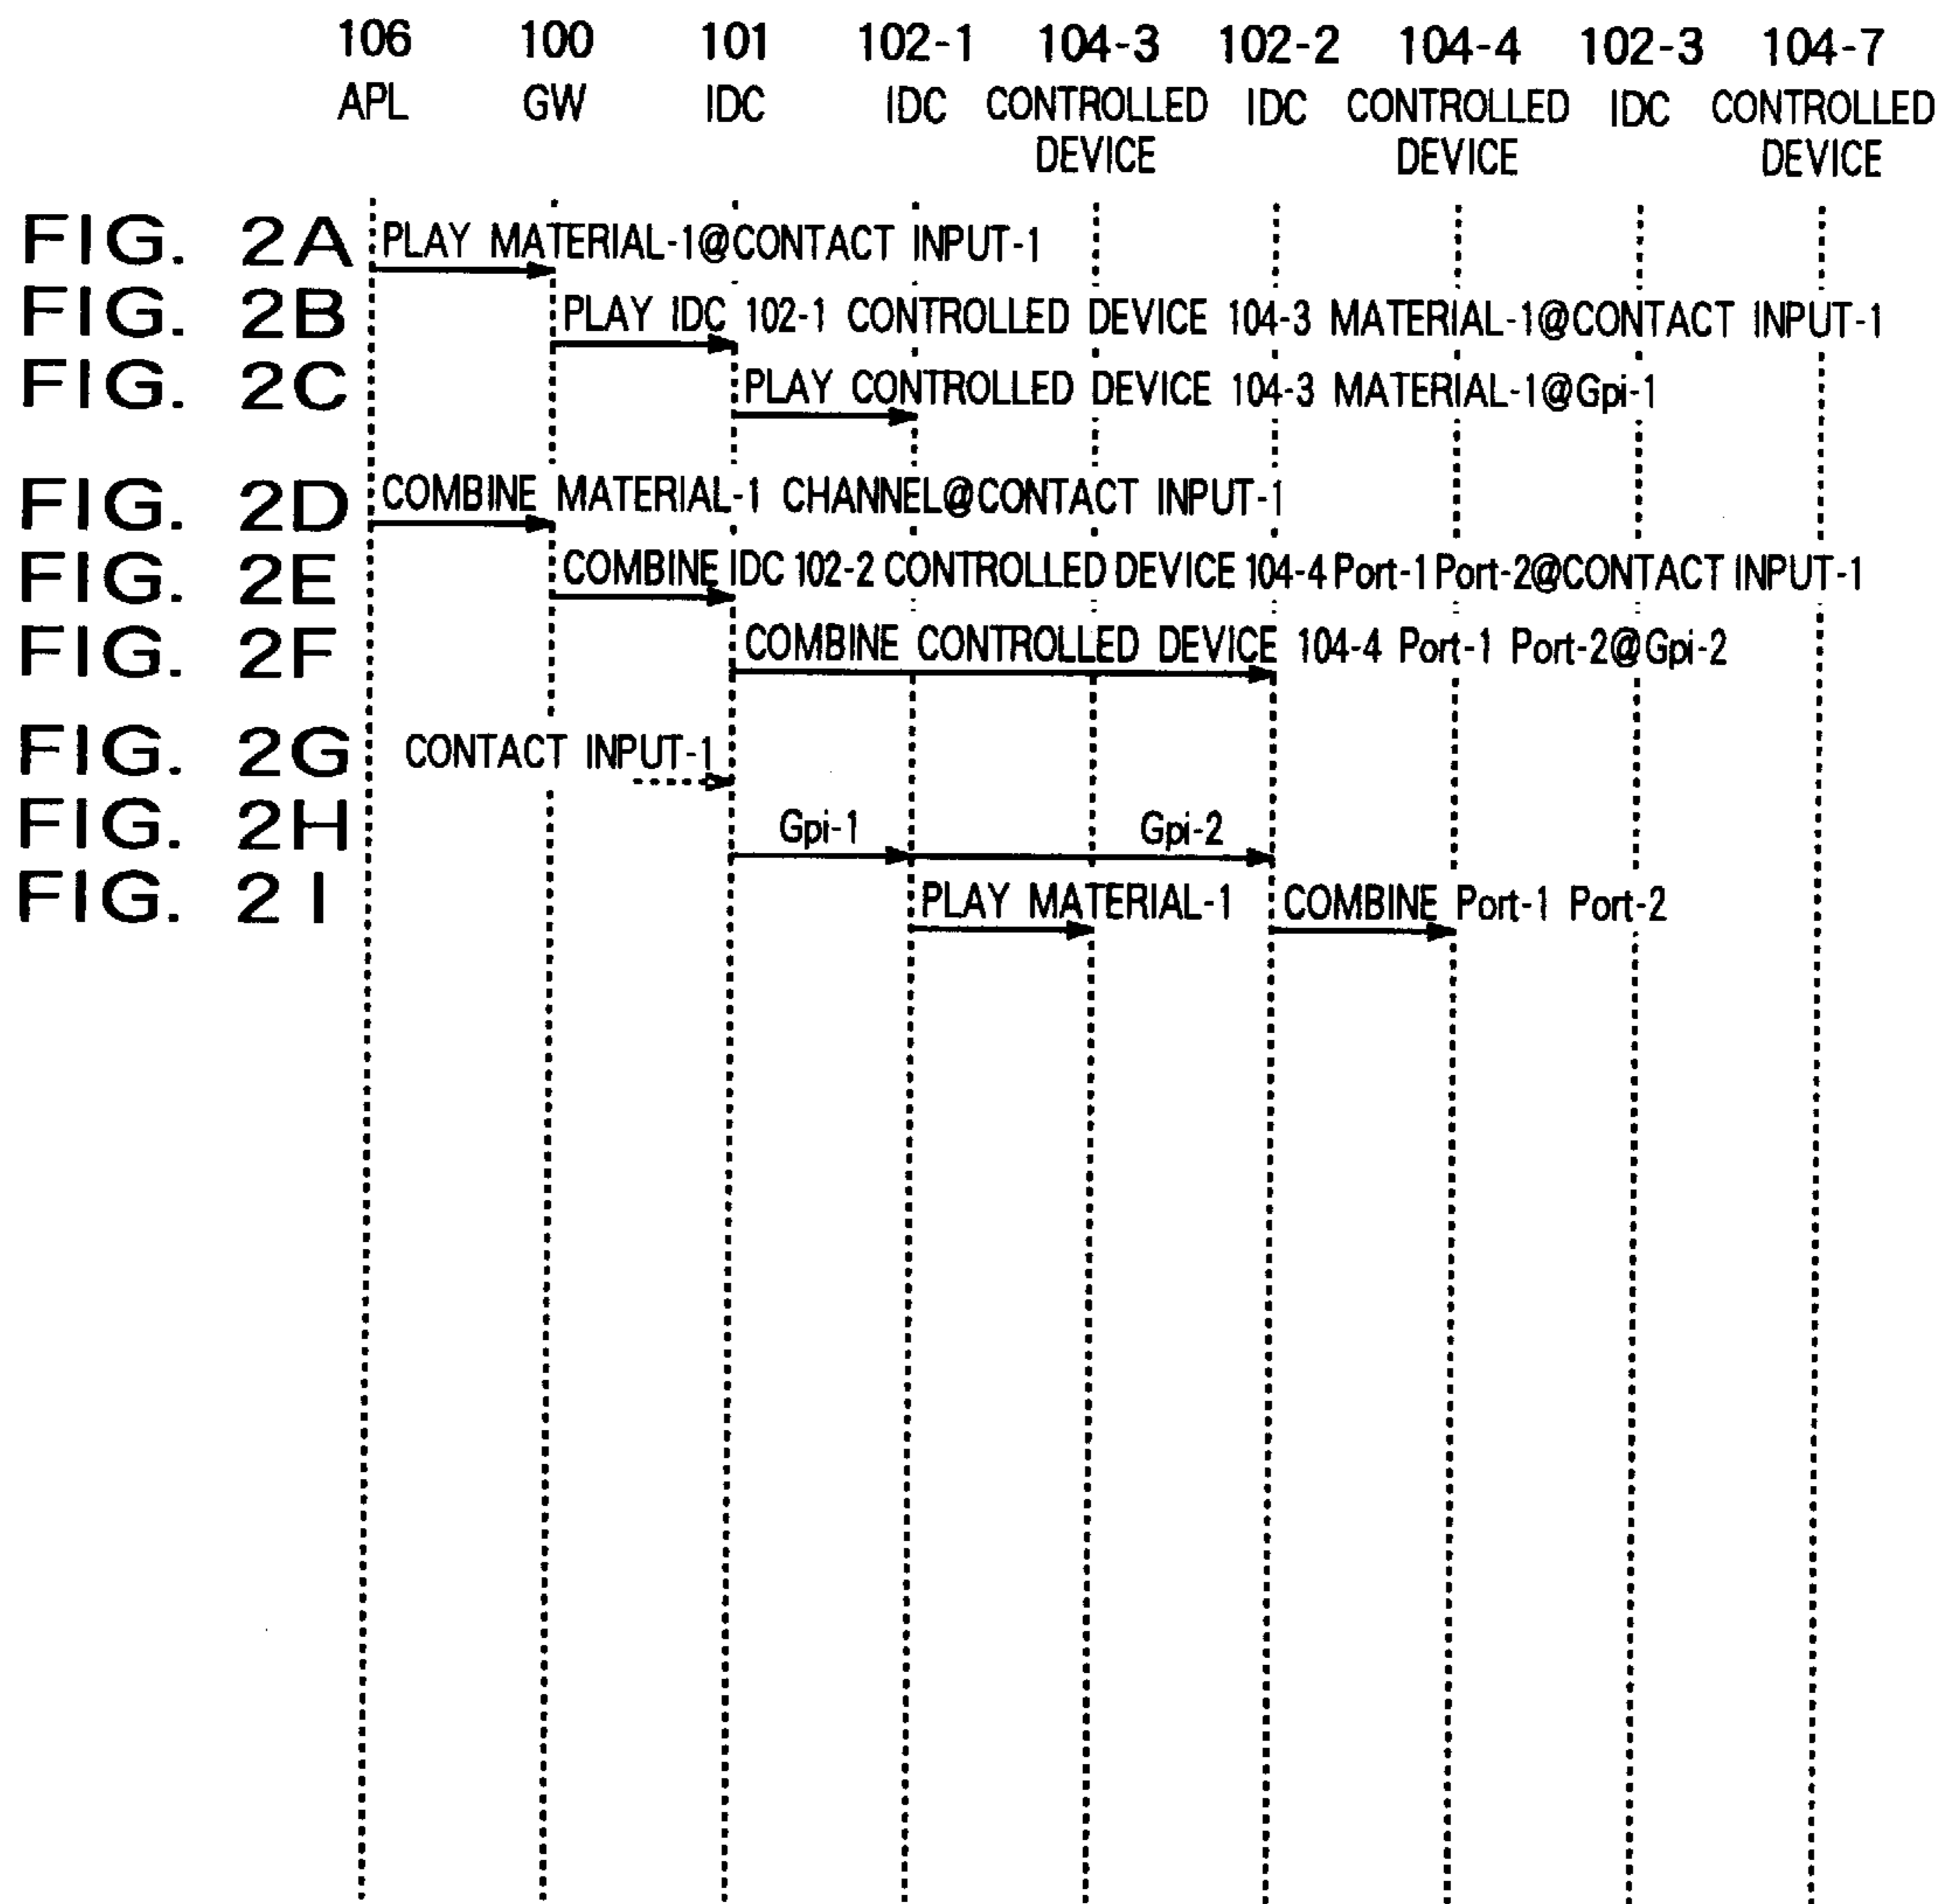 106 100 101 102-1 104-3 102-2 104-4 102-3 104-7
APL GW IDC IDC CONTROLLED IDC CONTROLLED IDC CONTROLLED
DEVICE DEVICE DEVICE
FIG. 2A PLAY MATERIAL-1@CONTACT INPUT-1
FIG. 2B PLAY IDC 102-1 CONTROLLED DEVICE 104-3 MATERIAL-1@CONTACT INPUT-1
FIG. 2C PLAY CONTROLLED DEVICE 104-3 MATERIAL-1@Gpi-1
FIG. 2D COMBINE MATERIAL-1 CHANNEL@CONTACT INPUT-1
FIG. 2E COMBINE IDC 102-2 CONTROLLED DEVICE 104-4 Port-1 Port-2@CONTACT INPUT-1
FIG. 2F COMBINE CONTROLLED DEVICE 104-4 Port-1 Port-2@Gpi-2
FIG. 2G CONTACT INPUT-1
FIG. 2H Gpi-1 Gpi-2
FIG. 2I PLAY MATERIAL-1 COMBINE Port-1 Port-2